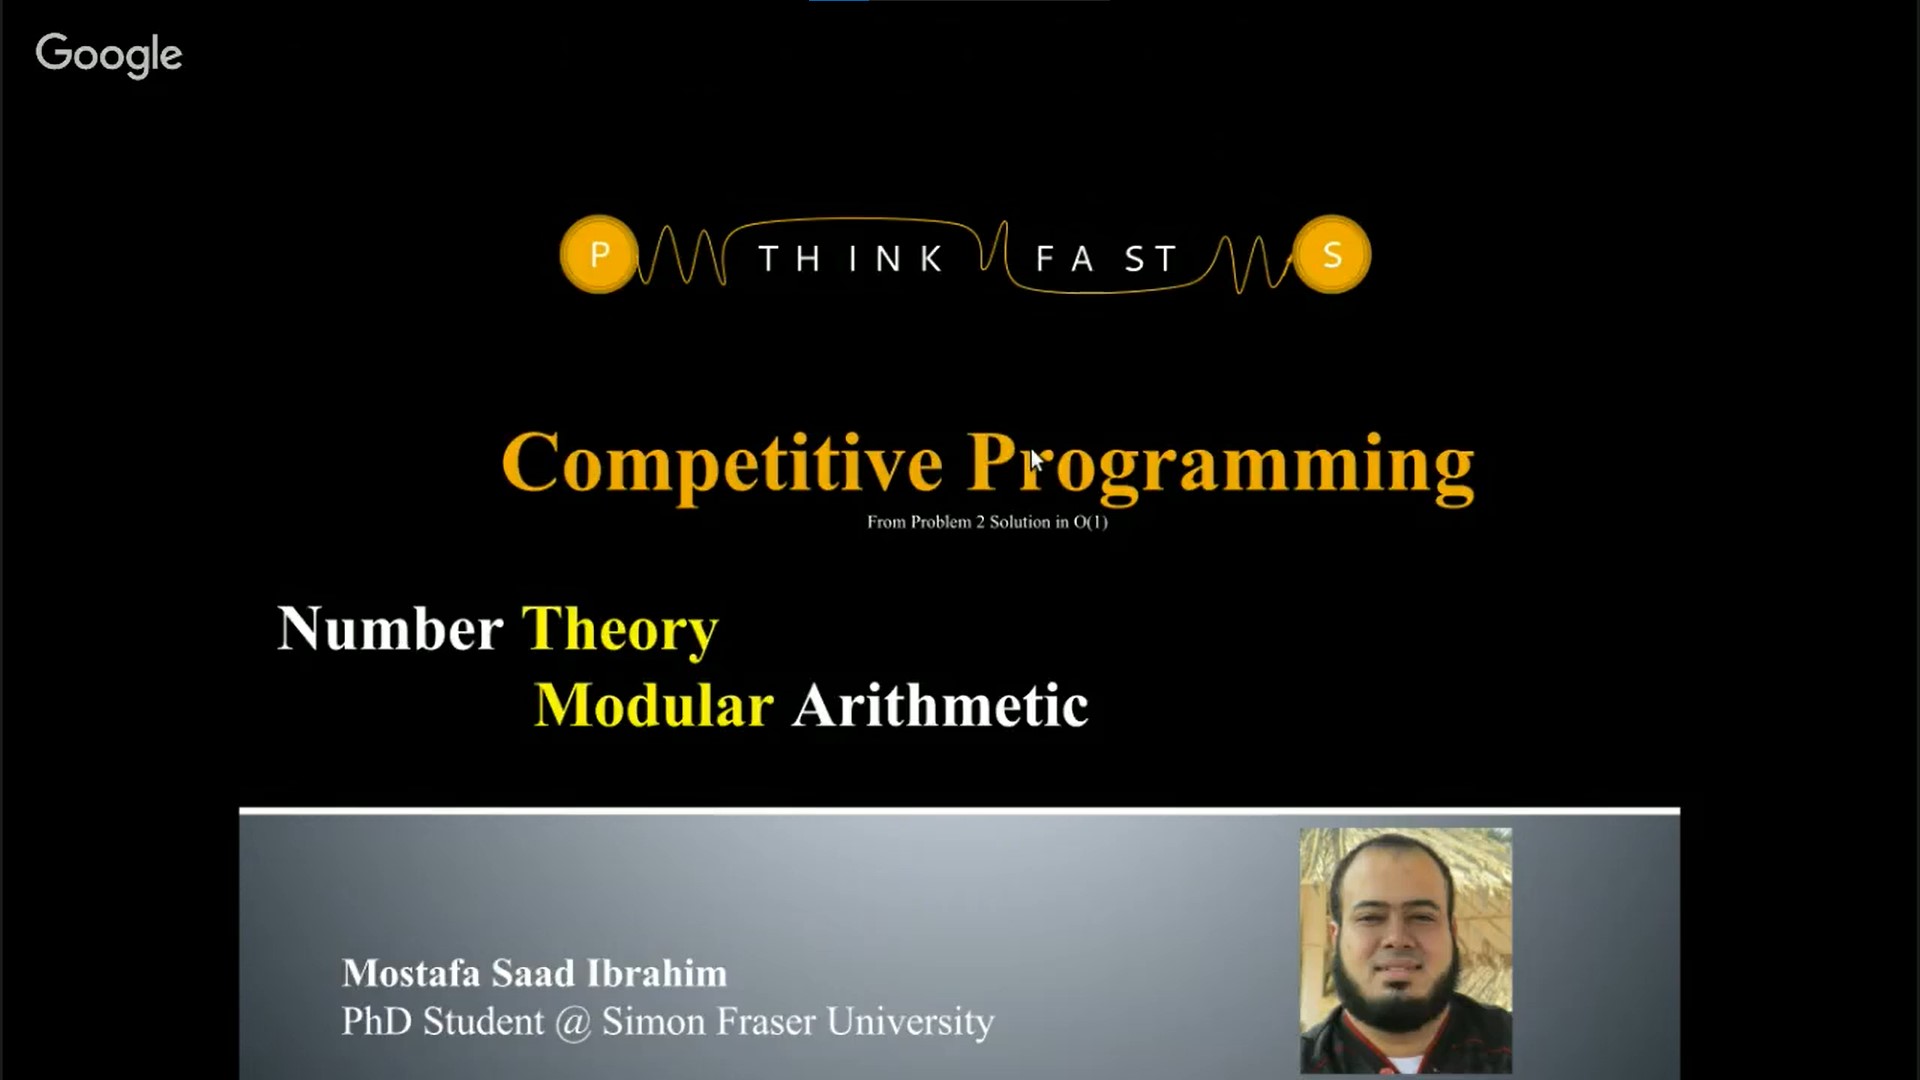 Google
P THINK FAST S
Competitive Programming
From Problem 2 Solution in O(1)
Number Theory
Modular Arithmetic
Mostafa Saad Ibrahim
PhD Student @ Simon Fraser University